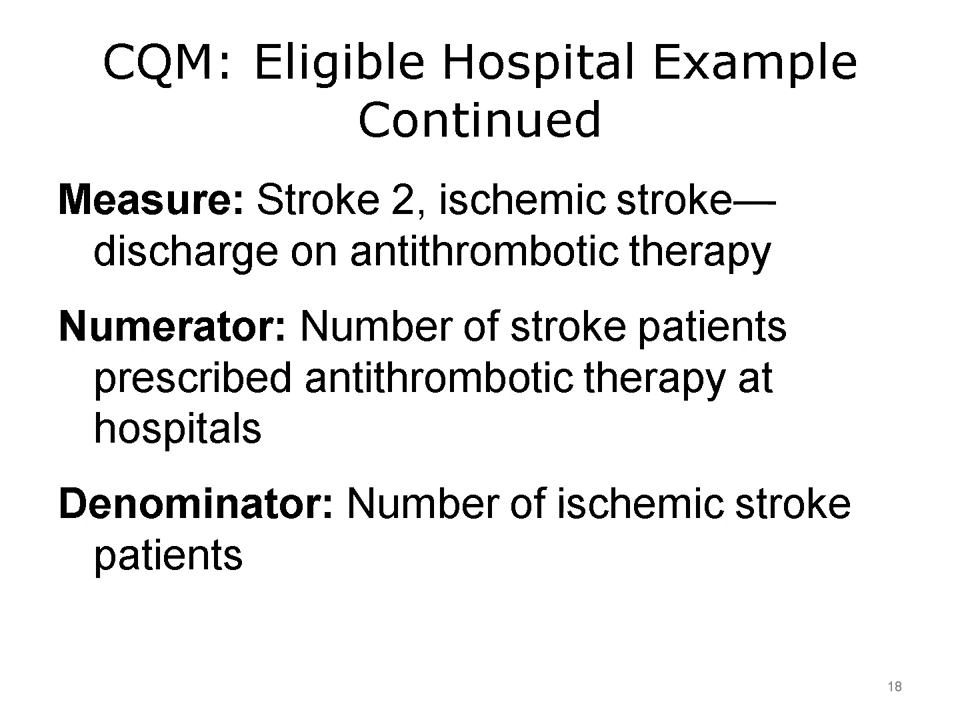 CQM: Eligible Hospital Example
Continued
Measure: Stroke 2, ischemic stroke—
discharge on antithrombotic therapy
Numerator: Number of stroke patients
prescribed antithrombotic therapy at
hospitals
Denominator: Number of ischemic stroke
patients
18